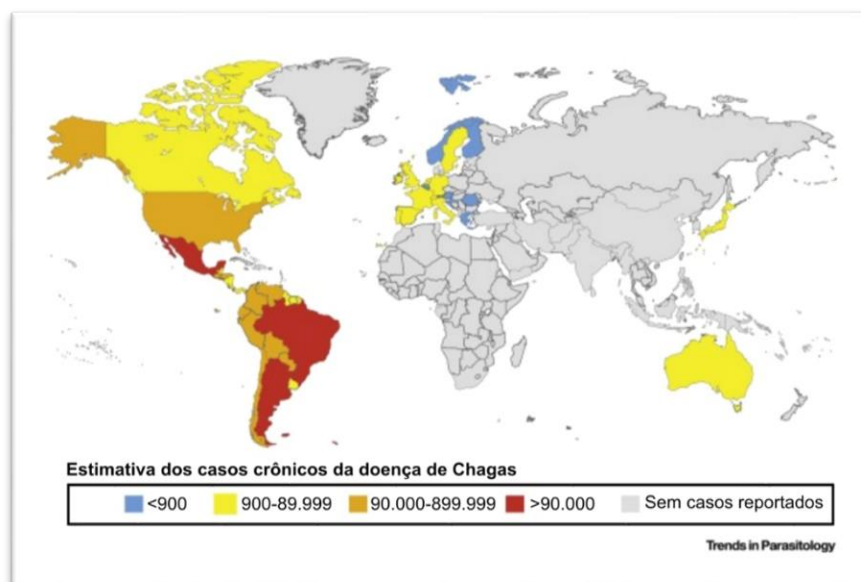 Estimativa dos casos crônicos da doença de Chagas
<900 900-89.999 90.000-899.999 >90.000 Sem casos reportados
Trends in Parasitology